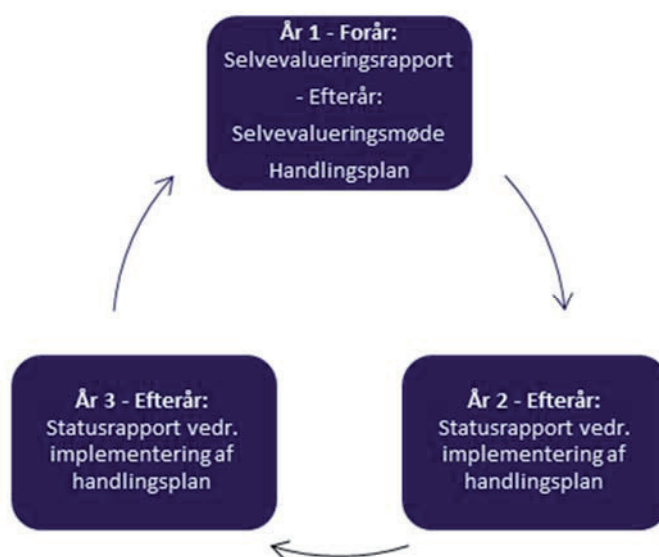 År 1 - Forår:
Selvevalueringsrapport
- Efterår:
Selvevalueringsmøde
Handlingsplan
År 3 - Efterår:
Statusrapport vedr.
implementering af
handlingsplan
År 2 - Efterår:
Statusrapport vedr.
implementering af
handlingsplan